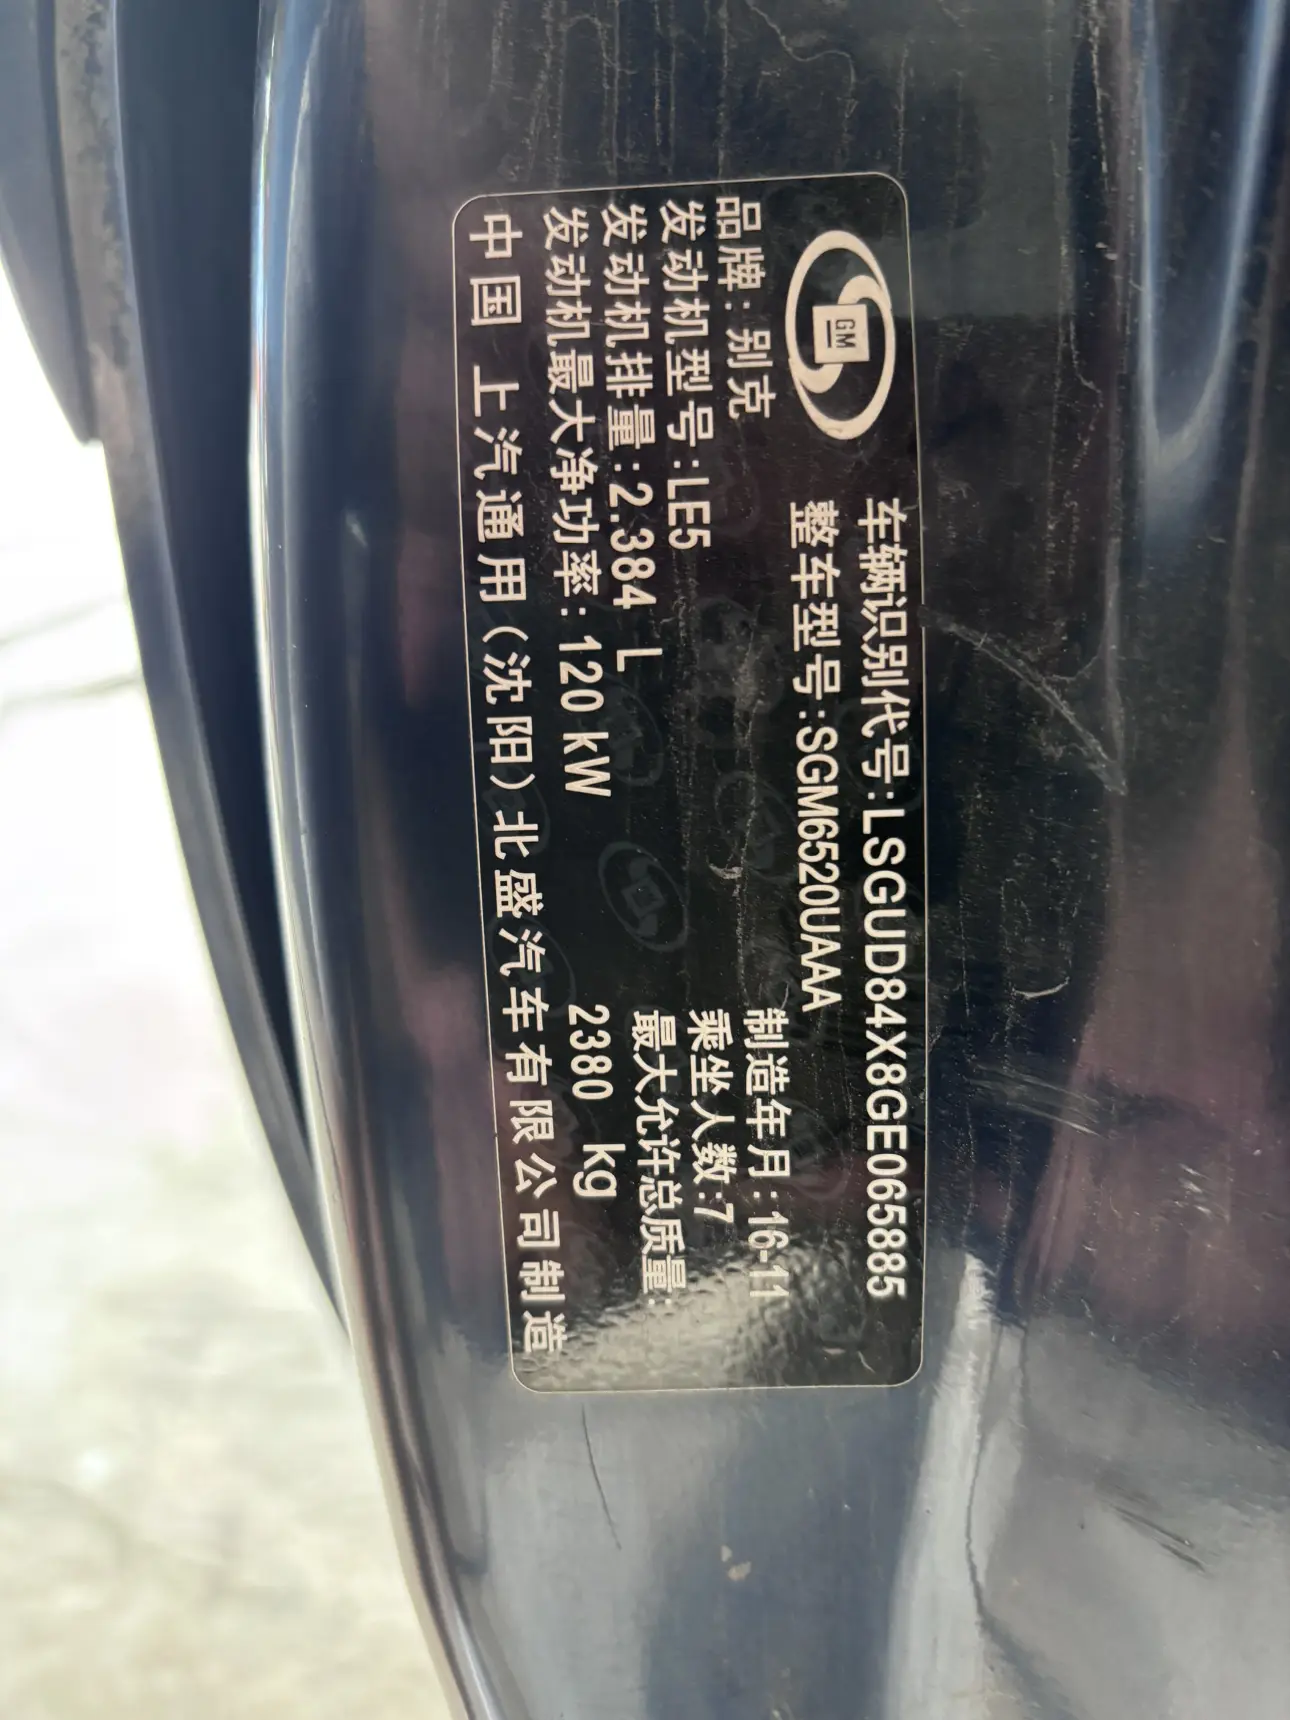 GM
车辆识别代号:LSGUD84X8GE065885
整车型号:SGM6520UAAA
品牌:别克
制造年月:16-11
发动机型号:LE5
乘坐人数:7
发动机排量:2.384 L
最大允许总质量:
发动机最大净功率:120 kW
2380 kg
中国 上汽通用(沈阳)北盛汽车有限公司制造